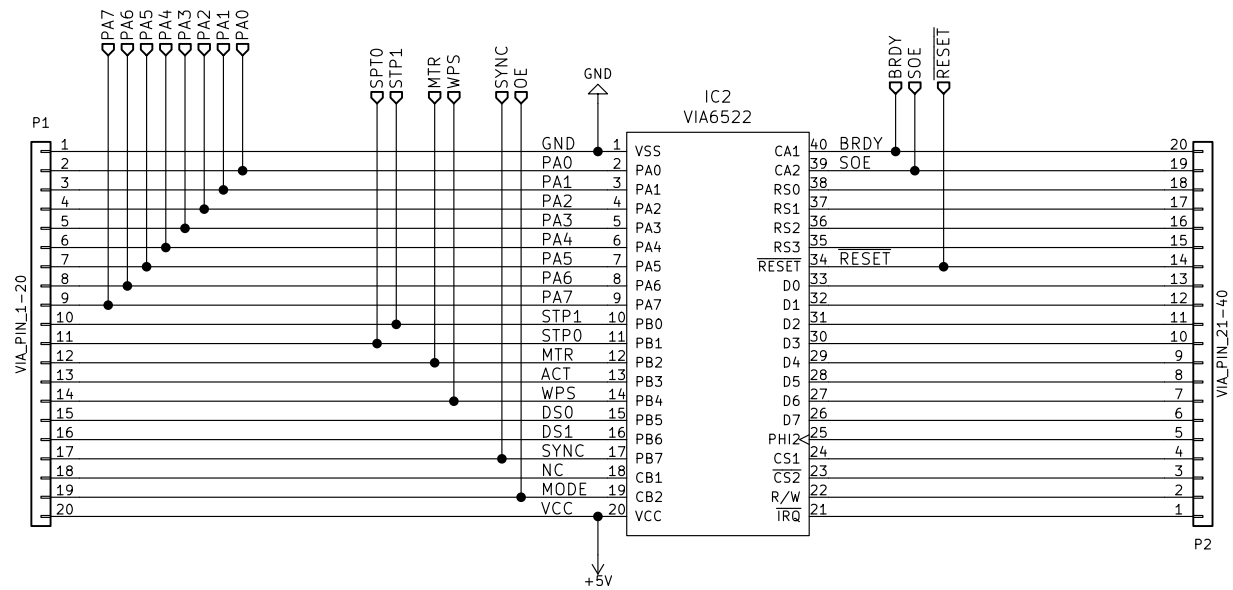 PA7 PA6 PA5 PA4 PA3 PA2 PA1 PA0
SPT0 STP1 MTR WPS SYNC OE
GND
BRDY SOE RESET
IC2
VIA6522
P1
1 GND 1 VSS CA1 40 BRDY 20
2 PA0 2 PA0 CA2 39 SOE 19
3 PA1 3 PA1 RS0 38 18
4 PA2 4 PA2 RS1 37 17
5 PA3 5 PA3 RS2 36 16
6 PA4 6 PA4 RS3 35 15
7 PA5 7 PA5 RESET 34 RESET 14
8 PA6 8 PA6 D0 33 13
9 PA7 9 PA7 D1 32 12
10 STP1 10 PB0 D2 31 11
11 STP0 11 PB1 D3 30 10
12 MTR 12 PB2 D4 29 9
13 ACT 13 PB3 D5 28 8
14 WPS 14 PB4 D6 27 7
15 DS0 15 PB5 D7 26 6
16 DS1 16 PB6 PHI2 25 5
17 SYNC 17 PB7 CS1 24 4
18 NC 18 CB1 CS2 23 3
19 MODE 19 CB2 R/W 22 2
20 VCC 20 VCC IRQ 21 1
VIA_PIN_1-20
VIA_PIN_21-40
P2
+5V